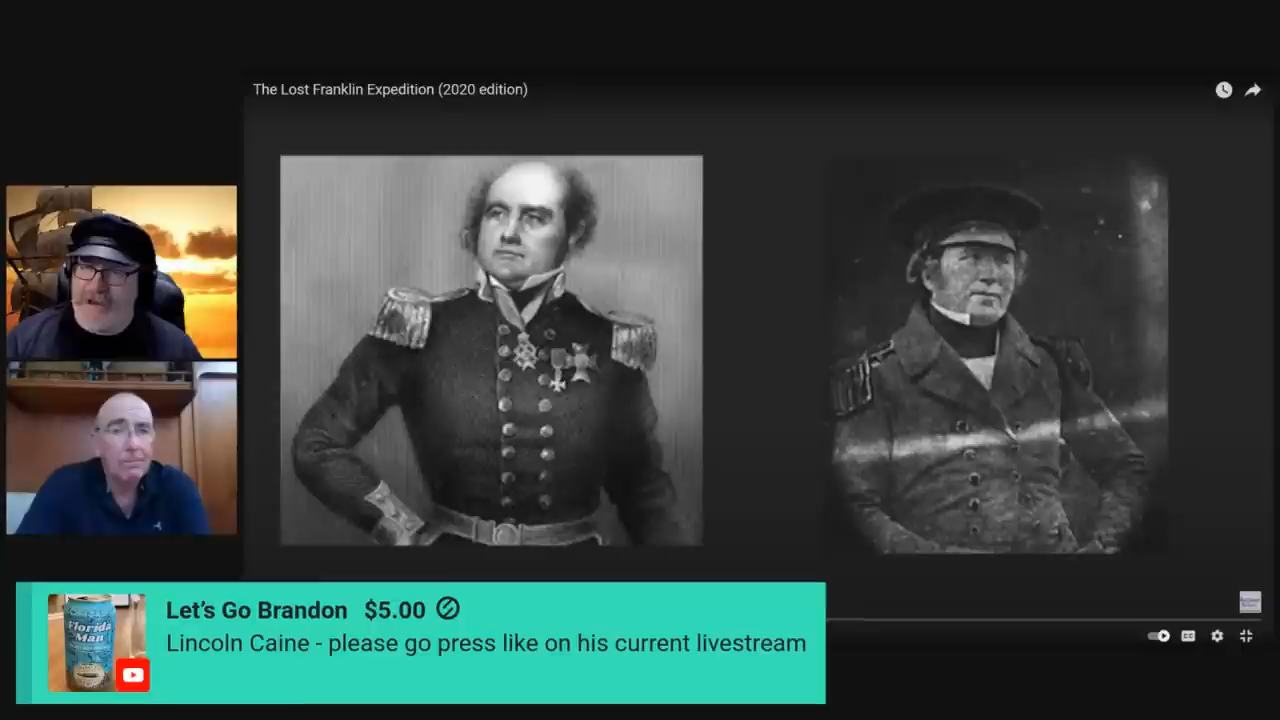 The Lost Franklin Expedition (2020 edition)
Let's Go Brandon $5.00
Lincoln Caine - please go press like on his current livestream
Florida
Man
CC